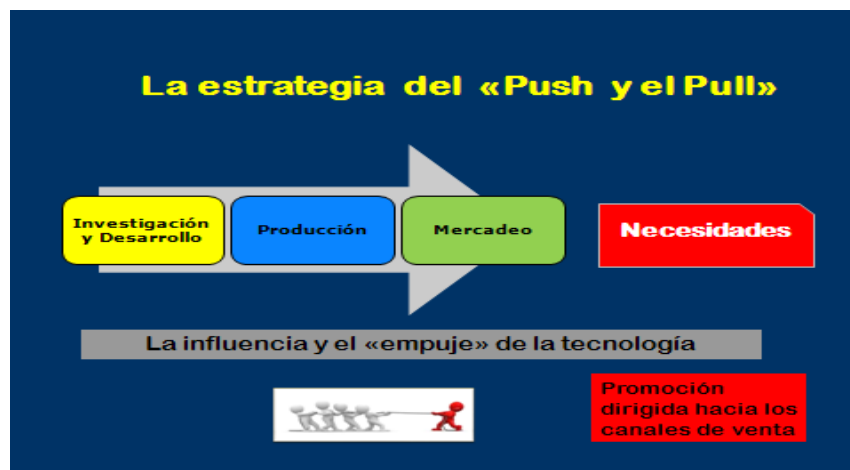 La estrategia del «Push y el Pull»
Investigación
y Desarrollo
Producción
Mercadeo
Necesidades
La influencia y el «empuje» de la tecnología
Promoción
dirigida hacia los
canales de venta